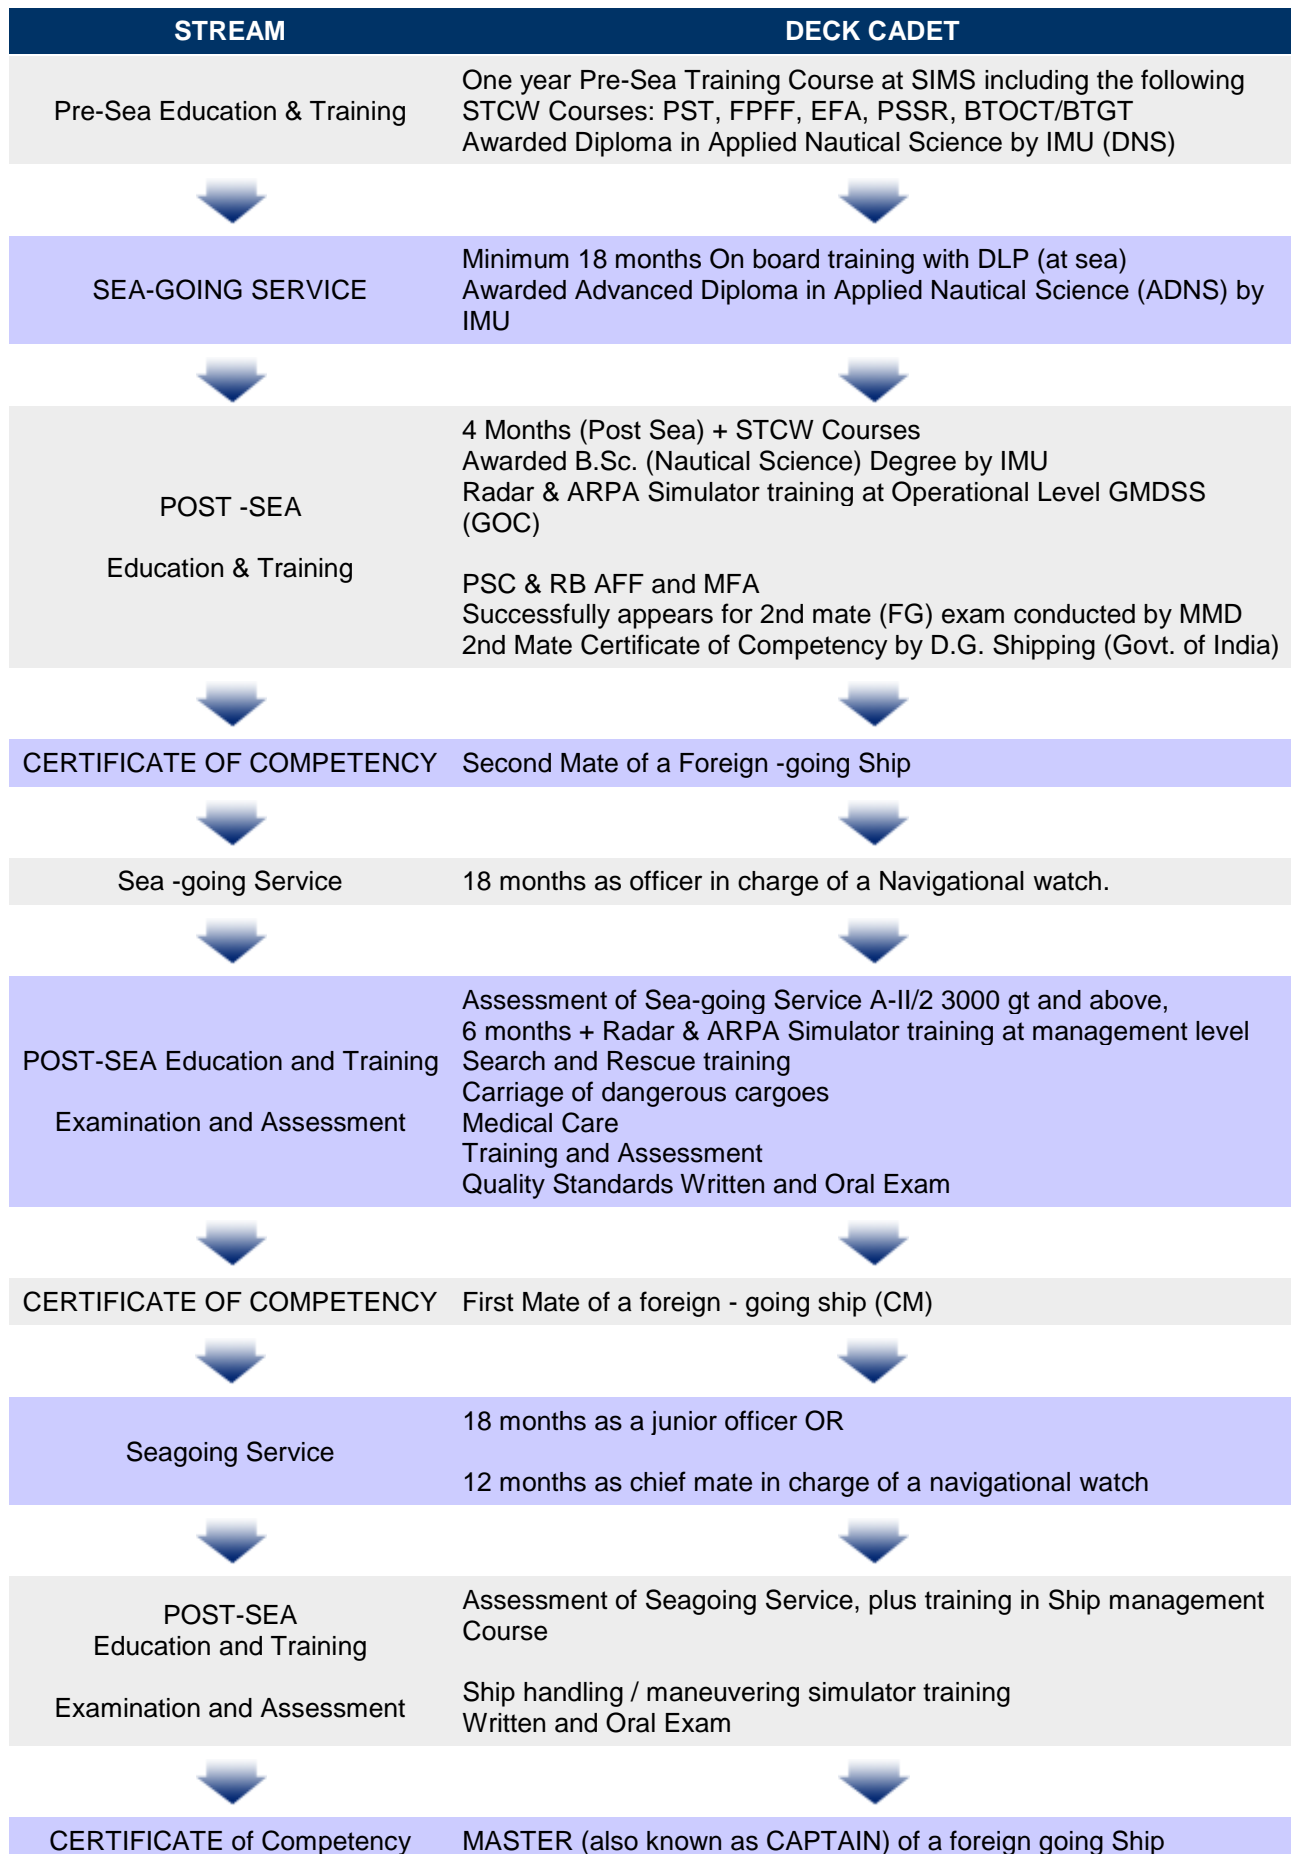 STREAM DECK CADET
Pre-Sea Education & Training
One year Pre-Sea Training Course at SIMS including the following
STCW Courses: PST, FPFF, EFA, PSSR, BTOCT/BTGT
Awarded Diploma in Applied Nautical Science by IMU (DNS)
SEA-GOING SERVICE
Minimum 18 months On board training with DLP (at sea)
Awarded Advanced Diploma in Applied Nautical Science (ADNS) by
IMU
POST -SEA
Education & Training
4 Months (Post Sea) + STCW Courses
Awarded B.Sc. (Nautical Science) Degree by IMU
Radar & ARPA Simulator training at Operational Level GMDSS
(GOC)
PSC & RB AFF and MFA
Successfully appears for 2nd mate (FG) exam conducted by MMD
2nd Mate Certificate of Competency by D.G. Shipping (Govt. of India)
CERTIFICATE OF COMPETENCY
Second Mate of a Foreign -going Ship
Sea -going Service
18 months as officer in charge of a Navigational watch.
POST-SEA Education and Training
Examination and Assessment
Assessment of Sea-going Service A-II/2 3000 gt and above,
6 months + Radar & ARPA Simulator training at management level
Search and Rescue training
Carriage of dangerous cargoes
Medical Care
Training and Assessment
Quality Standards Written and Oral Exam
CERTIFICATE OF COMPETENCY
First Mate of a foreign - going ship (CM)
Seagoing Service
18 months as a junior officer OR
12 months as chief mate in charge of a navigational watch
POST-SEA
Education and Training
Examination and Assessment
Assessment of Seagoing Service, plus training in Ship management
Course
Ship handling / maneuvering simulator training
Written and Oral Exam
CERTIFICATE of Competency
MASTER (also known as CAPTAIN) of a foreign going Ship